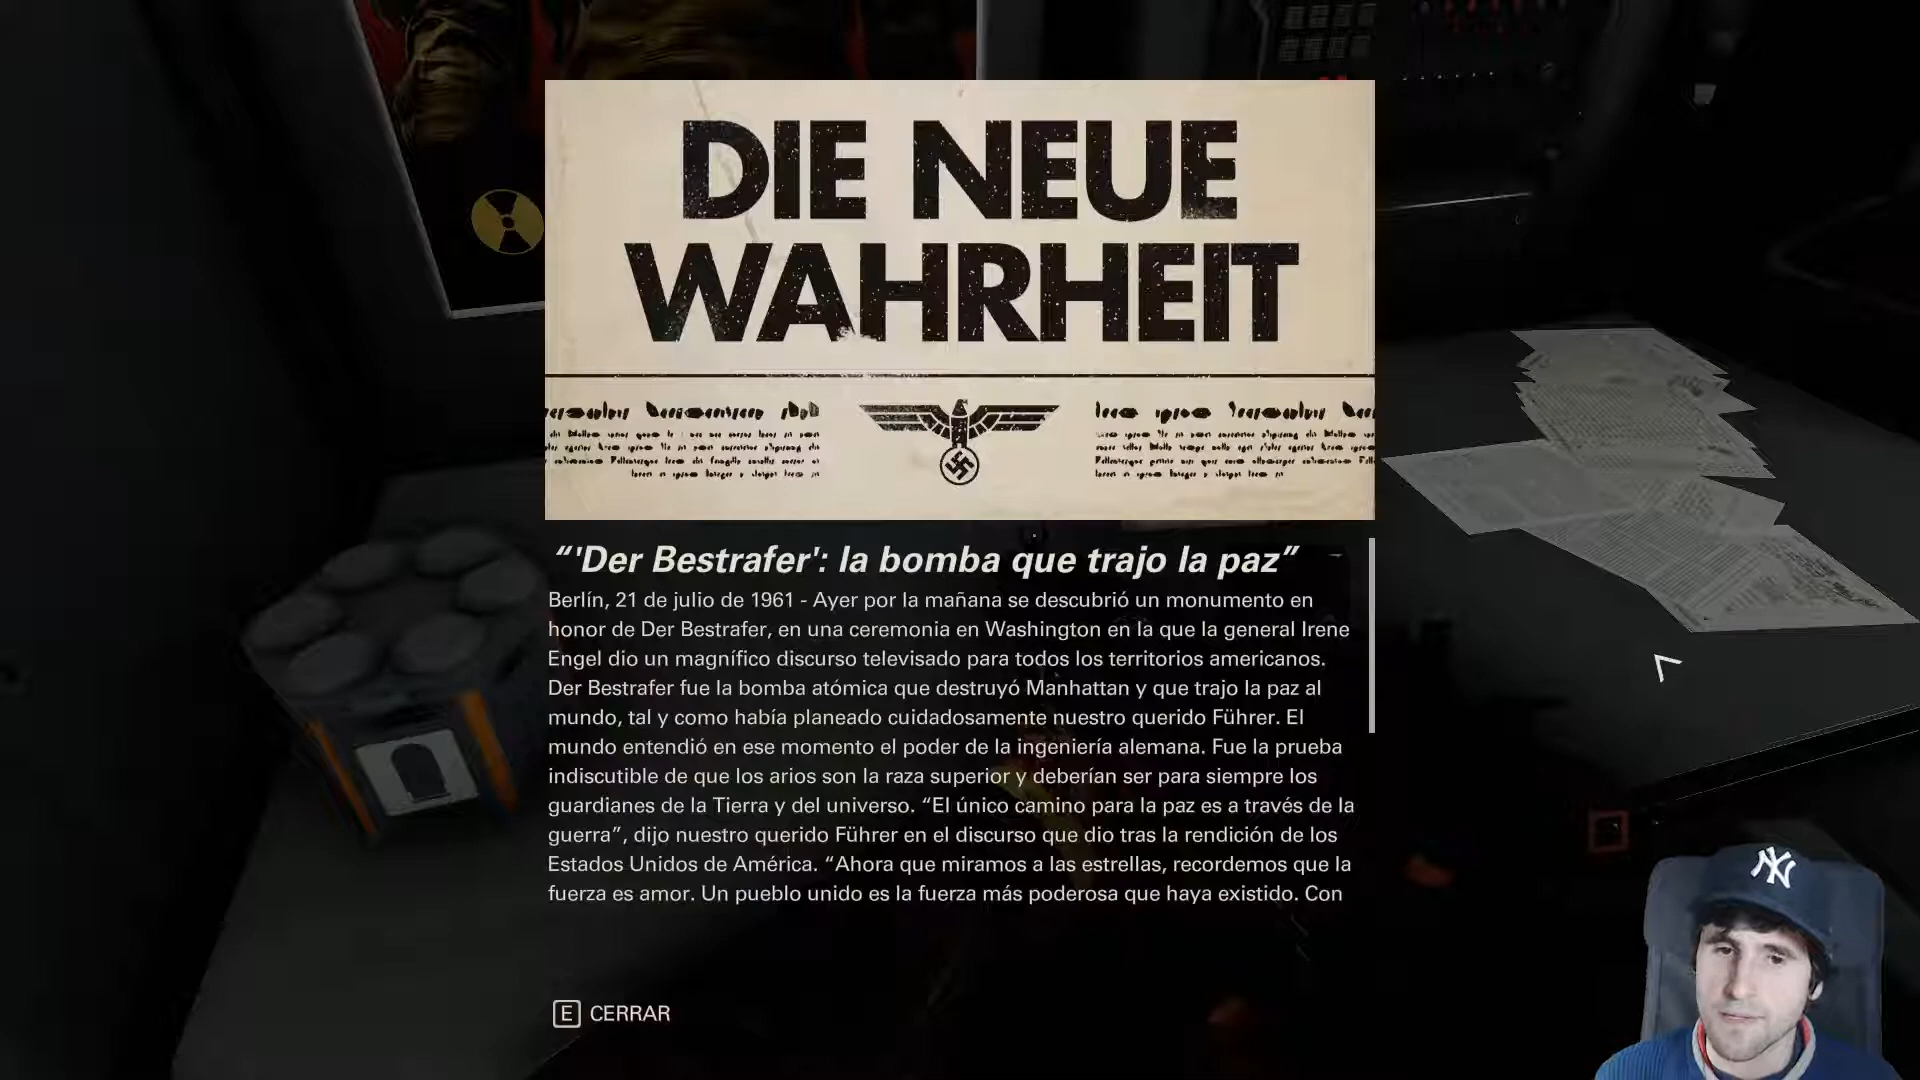 DIE NEUE
WAHRHEIT
“'Der Bestrafer': la bomba que trajo la paz”
Berlín, 21 de julio de 1961 - Ayer por la mañana se descubrió un monumento en
honor de Der Bestrafer, en una ceremonia en Washington en la que la general Irene
Engel dio un magnífico discurso televisado para todos los territorios americanos.
Der Bestrafer fue la bomba atómica que destruyó Manhattan y que trajo la paz al
mundo, tal y como había planeado cuidadosamente nuestro querido Führer. El
mundo entendió en ese momento el poder de la ingeniería alemana. Fue la prueba
indiscutible de que los arios son la raza superior y deberían ser para siempre los
guardianes de la Tierra y del universo. “El único camino para la paz es a través de la
guerra”, dijo nuestro querido Führer en el discurso que dio tras la rendición de los
Estados Unidos de América. “Ahora que miramos a las estrellas, recordemos que la
fuerza es amor. Un pueblo unido es la fuerza más poderosa que haya existido. Con
E CERRAR
NY